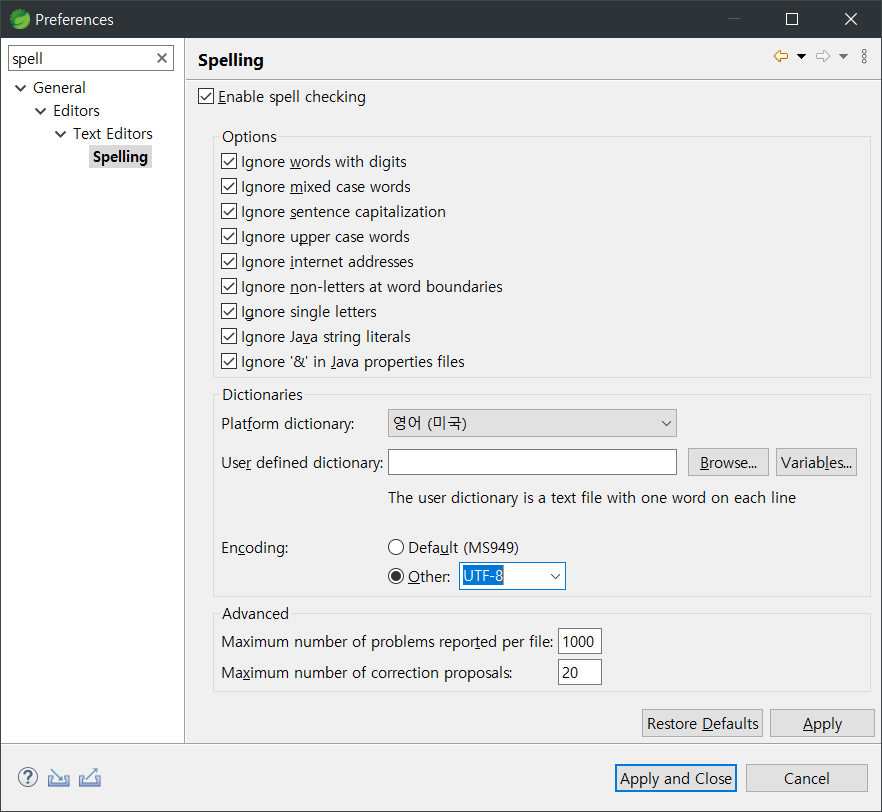 Preferences
spell
Spelling
General
Editors
Text Editors
Spelling
Enable spell checking
Options
Ignore words with digits
Ignore mixed case words
Ignore sentence capitalization
Ignore upper case words
Ignore internet addresses
Ignore non-letters at word boundaries
Ignore single letters
Ignore Java string literals
Ignore '&' in Java properties files
Dictionaries
Platform dictionary: 영어 (미국)
User defined dictionary: Browse... Variables...
The user dictionary is a text file with one word on each line
Encoding: Default (MS949)
Other: UTF-8
Advanced
Maximum number of problems reported per file: 1000
Maximum number of correction proposals: 20
Restore Defaults Apply
? Apply and Close Cancel